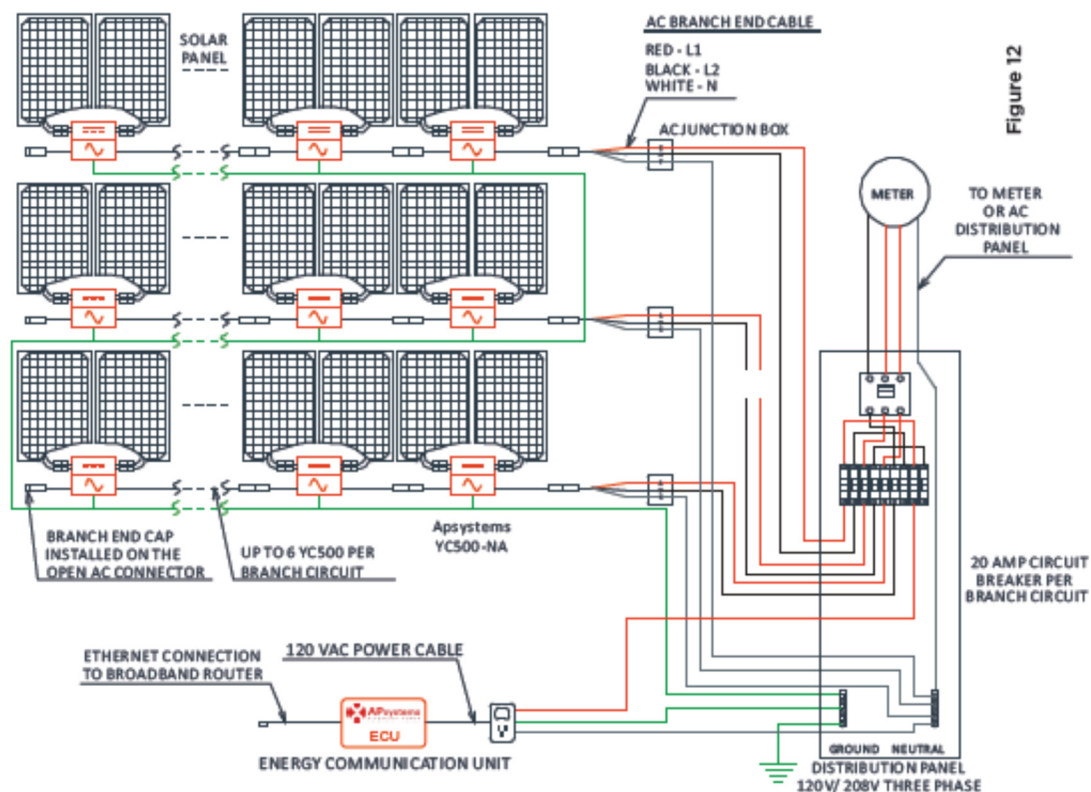 SOLAR
PANEL
AC BRANCH END CABLE
RED - L1
BLACK - L2
WHITE - N
AC JUNCTION BOX
Figure 12
METER
TO METER
OR AC
DISTRIBUTION
PANEL
BRANCH END CAP
INSTALLED ON THE
OPEN AC CONNECTOR
UP TO 6 YC500 PER
BRANCH CIRCUIT
Apsystems
YC500-NA
20 AMP CIRCUIT
BREAKER PER
BRANCH CIRCUIT
ETHERNET CONNECTION
TO BROADBAND ROUTER
120 VAC POWER CABLE
APsystems
ECU
ENERGY COMMUNICATION UNIT
GROUND NEUTRAL
DISTRIBUTION PANEL
120V/ 208V THREE PHASE